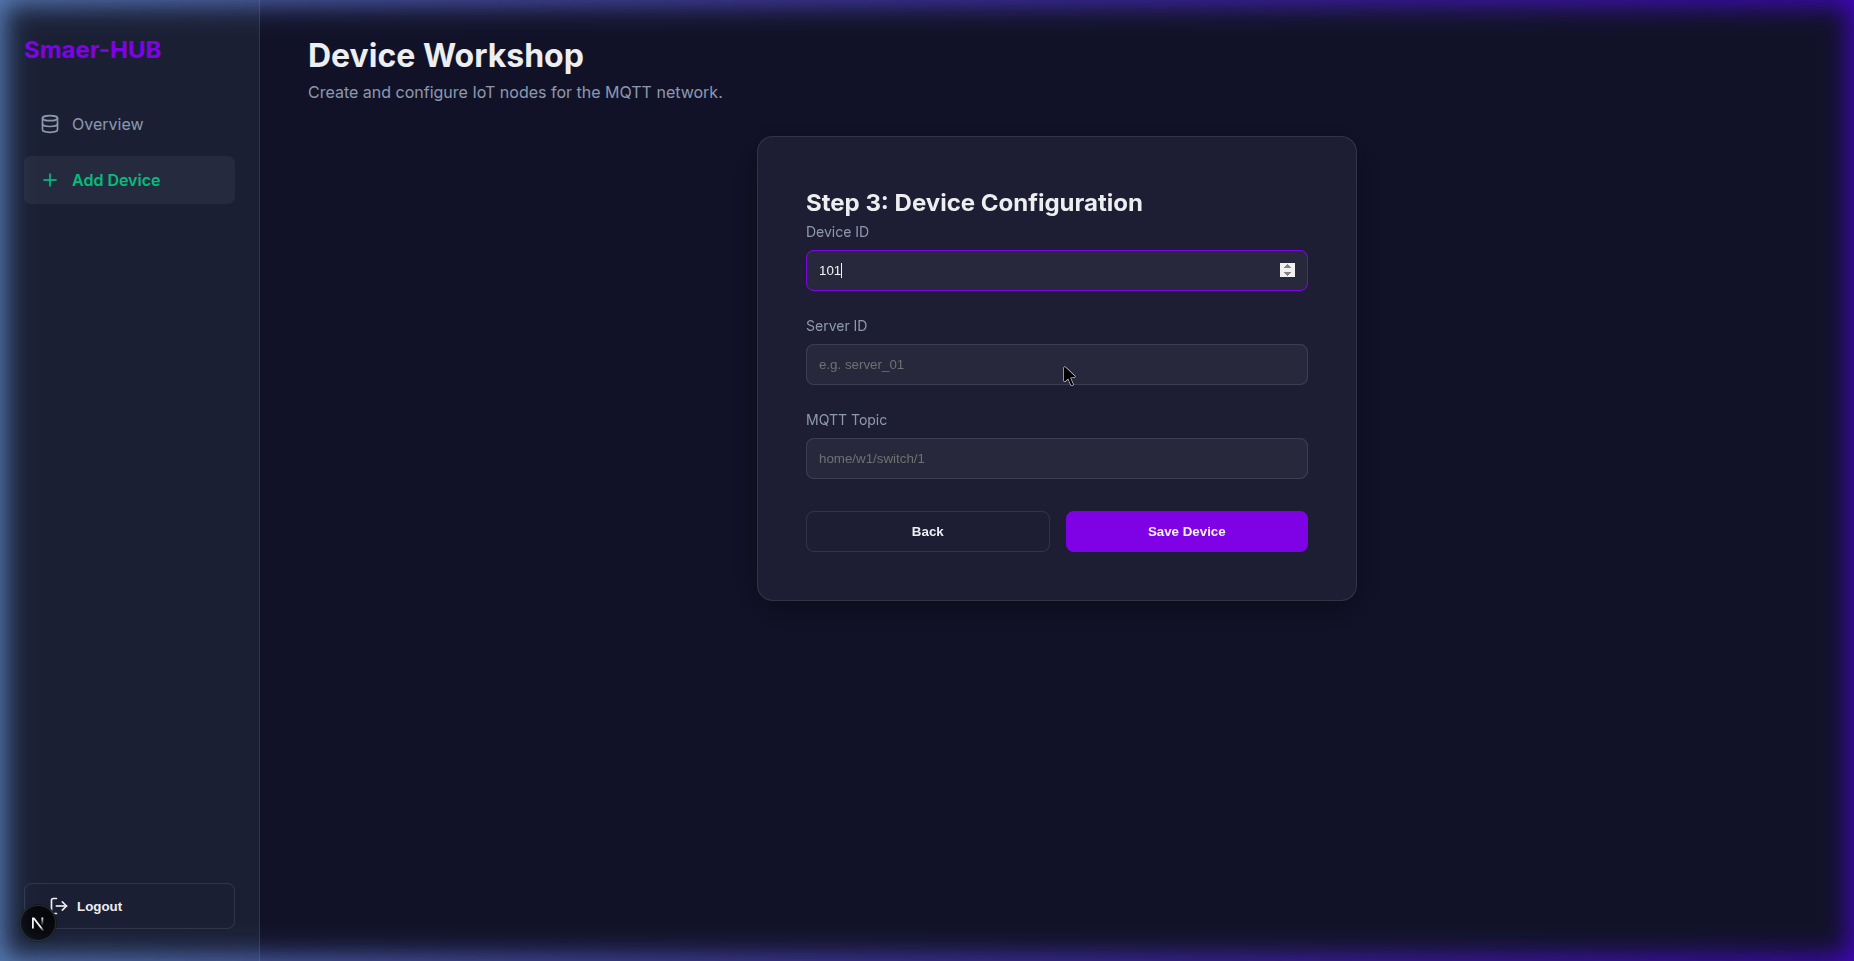 Smaer-HUB
Overview
Add Device
Device Workshop
Create and configure IoT nodes for the MQTT network.
Step 3: Device Configuration
Device ID
101
Server ID
e.g. server_01
MQTT Topic
home/w1/switch/1
Back
Save Device
Logout
N